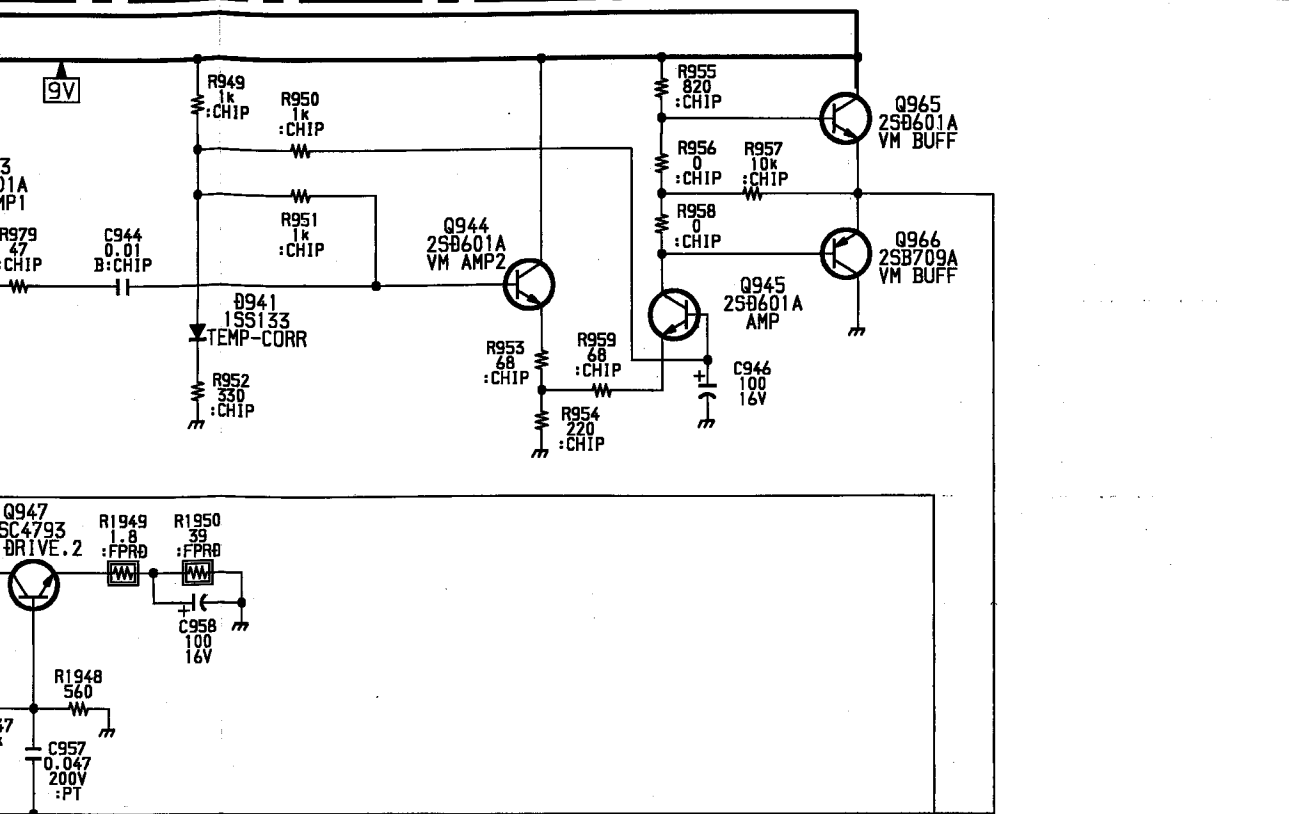 9V
R949
1k
:CHIP
R950
1k
:CHIP
R951
1k
:CHIP
R979
47
:CHIP
C944
0.01
B:CHIP
D941
1SS133
TEMP-CORR
R952
330
:CHIP
Q944
2SD601A
VM AMP2
R953
68
:CHIP
R959
68
:CHIP
R954
220
:CHIP
R955
820
:CHIP
R956
0
:CHIP
R957
10k
:CHIP
R958
0
:CHIP
Q965
2SD601A
VM BUFF
Q966
2SB709A
VM BUFF
Q945
2SD601A
AMP
+
C946
100
16V
Q947
SC4793
DRIVE.2
R1949
1.8
:FPRD
R1950
39
:FPRD
+
C958
100
16V
R1948
560
C957
0.047
200V
:PT